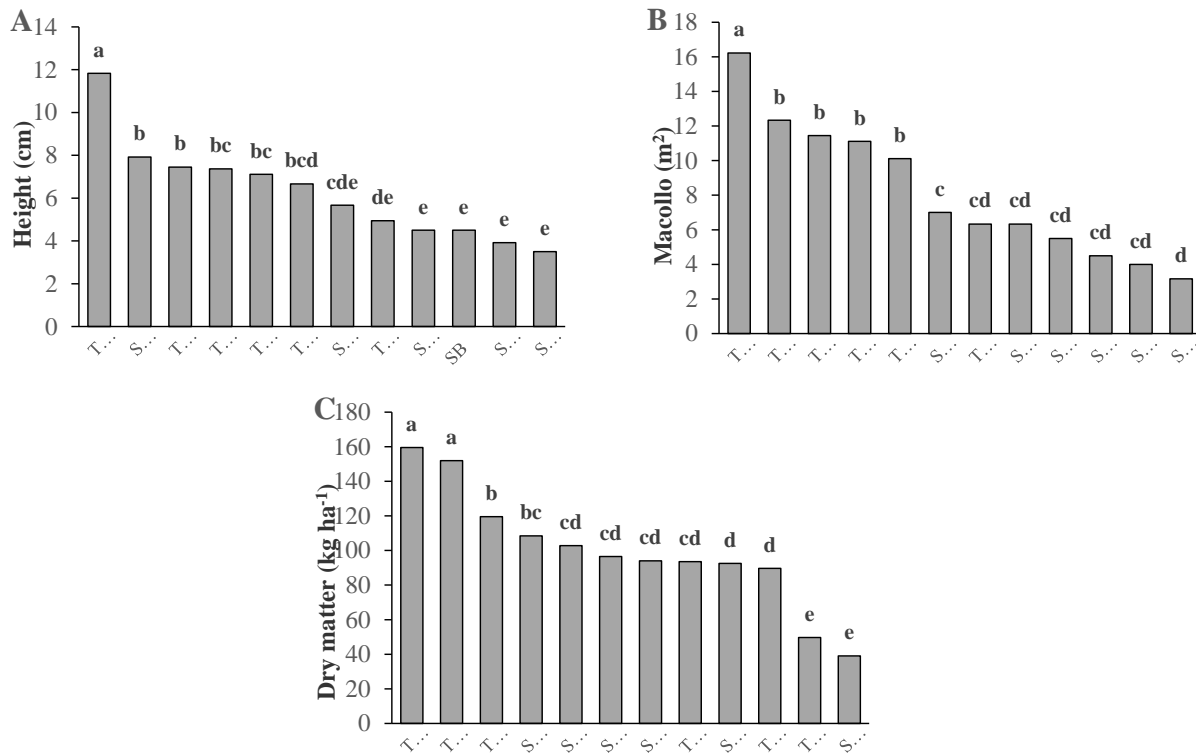 A
14
12
10
8
6
4
2
0
Height (cm)
a
b
b
bc
bc
bcd
cde
de
e
e
e
e
T…
S…
T…
T…
T…
T…
S…
T…
S…
SB
S…
S…
B
18
16
14
12
10
8
6
4
2
0
Macollo (m²)
a
b
b
b
b
c
cd
cd
cd
cd
cd
d
T…
T…
T…
T…
T…
S…
T…
S…
S…
S…
S…
S…
C
180
160
140
120
100
80
60
40
20
0
Dry matter (kg ha⁻¹)
a
a
b
bc
cd
cd
cd
cd
d
d
e
e
T…
T…
T…
S…
S…
S…
S…
T…
S…
T…
T…
S…